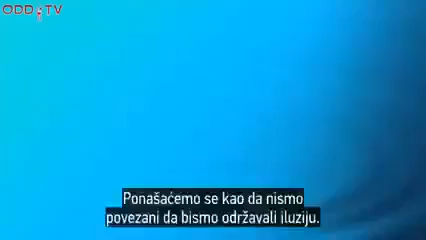 ODD TV
Ponašaćemo se kao da nismo
povezani da bismo održavali iluziju.